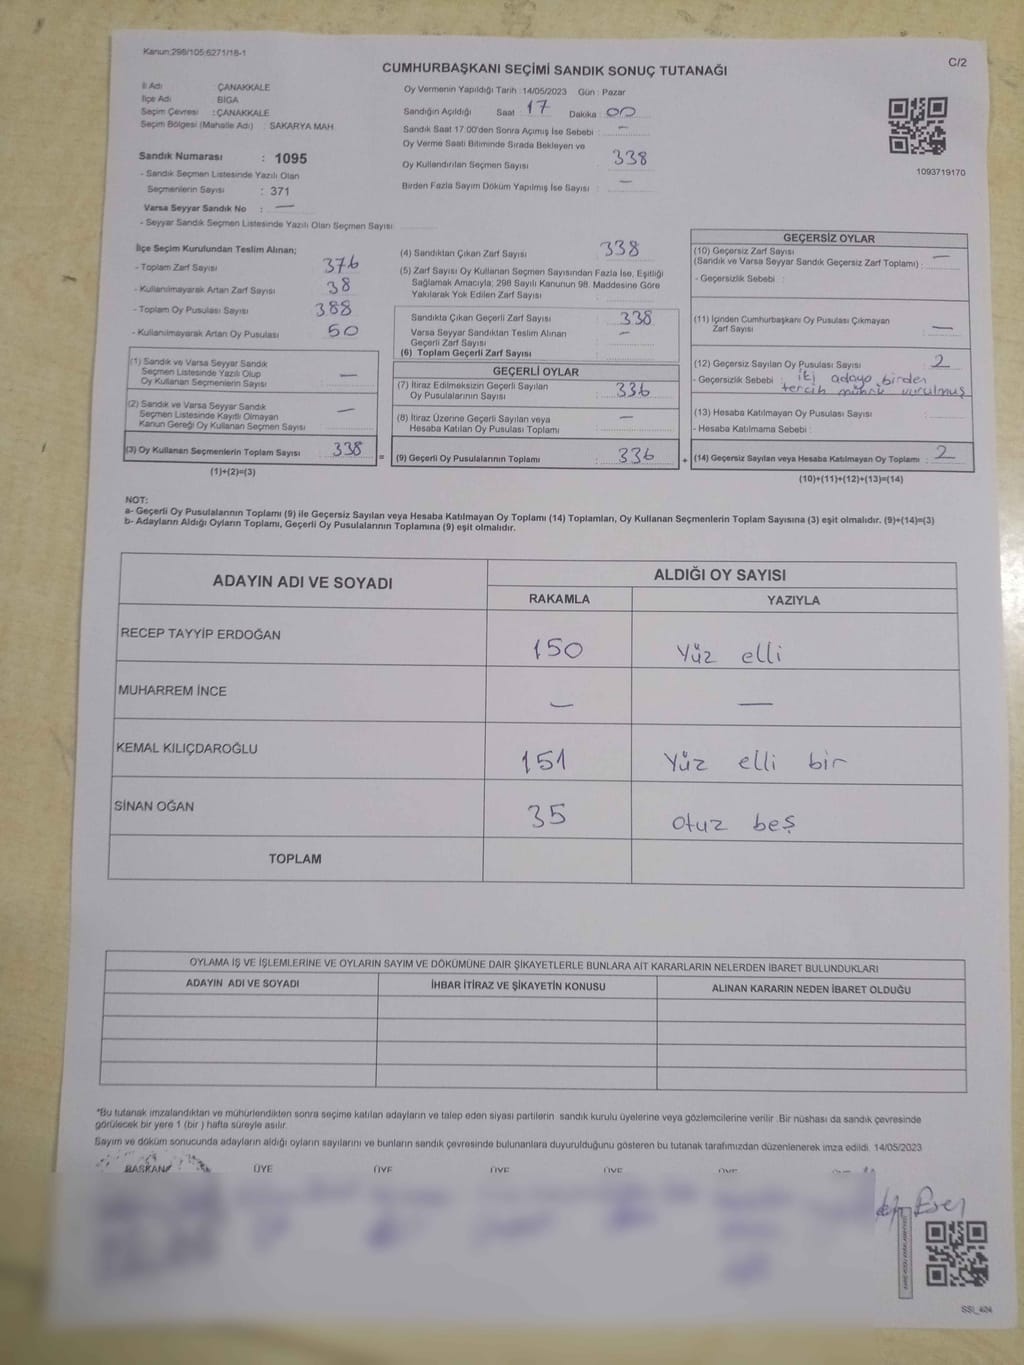 Kanun:298/105;6271/18-1
C/2
CUMHURBAŞKANI SEÇİMİ SANDIK SONUÇ TUTANAĞI
İl Adı : ÇANAKKALE
İlçe Adı : BİGA
Seçim Çevresi : ÇANAKKALE
Seçim Bölgesi (Mahalle Adı) : SAKARYA MAH.
Sandık Numarası : 1095
- Sandık Seçmen Listesinde Yazılı Olan
Seçmenlerin Sayısı : 371
Varsa Seyyar Sandık No : —
- Seyyar Sandık Seçmen Listesinde Yazılı Olan Seçmen Sayısı:
Oy Vermenin Yapıldığı Tarih : 14/05/2023 Gün : Pazar
Sandığın Açıldığı Saat 17 Dakika : 00
Sandık Saat 17:00'den Sonra Açımış İse Sebebi : —
Oy Verme Saati Bitiminde Sırada Bekleyen ve
Oy Kullandırılan Seçmen Sayısı 338
Birden Fazla Sayım Döküm Yapılmış İse Sayısı : —
1093719170
İlçe Seçim Kurulundan Teslim Alınan;
- Toplam Zarf Sayısı 376
- Kullanılmayarak Artan Zarf Sayısı : 38
- Toplam Oy Pusulası Sayısı : 388
- Kullanılmayarak Artan Oy Pusulası : 50
(1) Sandık ve Varsa Seyyar Sandık
Seçmen Listesinde Yazılı Olup
Oy Kullanan Seçmenlerin Sayısı : —
(2) Sandık ve Varsa Seyyar Sandık
Seçmen Listesinde Kayıtlı Olmayan
Kanun Gereği Oy Kullanan Seçmen Sayısı : —
(3) Oy Kullanan Seçmenlerin Toplam Sayısı : 338
(1)+(2)=(3)
=
(4) Sandıktan Çıkan Zarf Sayısı : 338
(5) Zarf Sayısı Oy Kullanan Seçmen Sayısından Fazla İse, Eşitliği
Sağlamak Amacıyla; 298 Sayılı Kanunun 98. Maddesine Göre
Yakılarak Yok Edilen Zarf Sayısı :
Sandıkta Çıkan Geçerli Zarf Sayısı : 338
Varsa Seyyar Sandıktan Teslim Alınan
Geçerli Zarf Sayısı : —
(6) Toplam Geçerli Zarf Sayısı :
GEÇERLİ OYLAR
(7) İtiraz Edilmeksizin Geçerli Sayılan
Oy Pusulalarının Sayısı : 336
(8) İtiraz Üzerine Geçerli Sayılan veya
Hesaba Katılan Oy Pusulası Toplamı : —
(9) Geçerli Oy Pusulalarının Toplamı : 336
+
GEÇERSİZ OYLAR
(10) Geçersiz Zarf Sayısı
(Sandık ve Varsa Seyyar Sandık Geçersiz Zarf Toplamı) : —
- Geçersizlik Sebebi :
(11) İçinden Cumhurbaşkanı Oy Pusulası Çıkmayan
Zarf Sayısı : —
(12) Geçersiz Sayılan Oy Pusulası Sayısı : 2
- Geçersizlik Sebebi : iki adaya birden
tercih mührü vurulmuş
(13) Hesaba Katılmayan Oy Pusulası Sayısı :
- Hesaba Katılmama Sebebi :
(14) Geçersiz Sayılan veya Hesaba Katılmayan Oy Toplamı : 2
(10)+(11)+(12)+(13)=(14)
NOT:
a- Geçerli Oy Pusulalarının Toplamı (9) ile Geçersiz Sayılan veya Hesaba Katılmayan Oy Toplamı (14) Toplamları, Oy Kullanan Seçmenlerin Toplam Sayısına (3) eşit olmalıdır. (9)+(14)=(3)
b- Adayların Aldığı Oyların Toplamı, Geçerli Oy Pusulalarının Toplamına (9) eşit olmalıdır.
ADAYIN ADI VE SOYADI
ALDIĞI OY SAYISI
RAKAMLA YAZIYLA
RECEP TAYYİP ERDOĞAN 150 Yüz elli
MUHARREM İNCE — —
KEMAL KILIÇDAROĞLU 151 Yüz elli bir
SİNAN OĞAN 35 otuz beş
TOPLAM
OYLAMA İŞ VE İŞLEMLERİNE VE OYLARIN SAYIM VE DÖKÜMÜNE DAİR ŞİKAYETLERLE BUNLARA AİT KARARLARIN NELERDEN İBARET BULUNDUKLARI
ADAYIN ADI VE SOYADI İHBAR İTİRAZ VE ŞİKAYETİN KONUSU ALINAN KARARIN NEDEN İBARET OLDUĞU
*Bu tutanak imzalandıktan ve mühürlendikten sonra seçime katılan adayların ve talep eden siyasi partilerin sandık kurulu üyelerine veya gözlemcilerine verilir .Bir nüshası da sandık çevresinde
görülecek bir yere 1 (bir ) hafta süreyle asılır.
Sayım ve döküm sonucunda adayların aldığı oyların sayılarını ve bunların sandık çevresinde bulunanlara duyurulduğunu gösteren bu tutanak tarafımızdan düzenlenerek imza edildi. 14/05/2023
BAŞKAN ÜYE ÜYE ÜYE ÜYE ÜYE
SSI_404